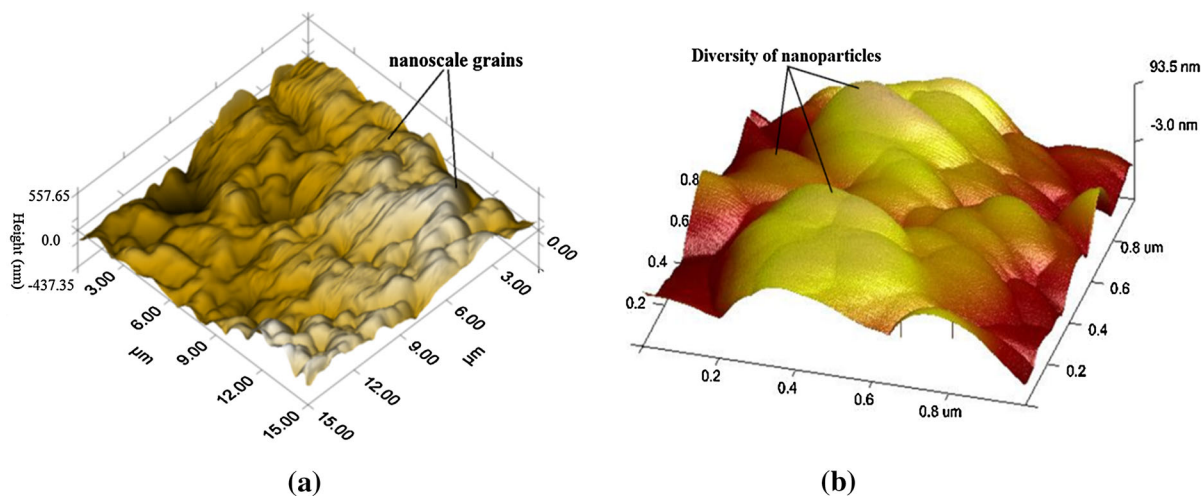 nanoscale grains
557.65
0.0
-437.35
Height (nm)
3.00
6.00
9.00
12.00
15.00
µm
0.00
3.00
6.00
9.00
12.00
15.00
µm
(a)
Diversity of nanoparticles
93.5 nm
-3.0 nm
0.8
0.6
0.4
0.2
0.2
0.4
0.6
0.8 um
0.8 um
0.6
0.4
0.2
(b)